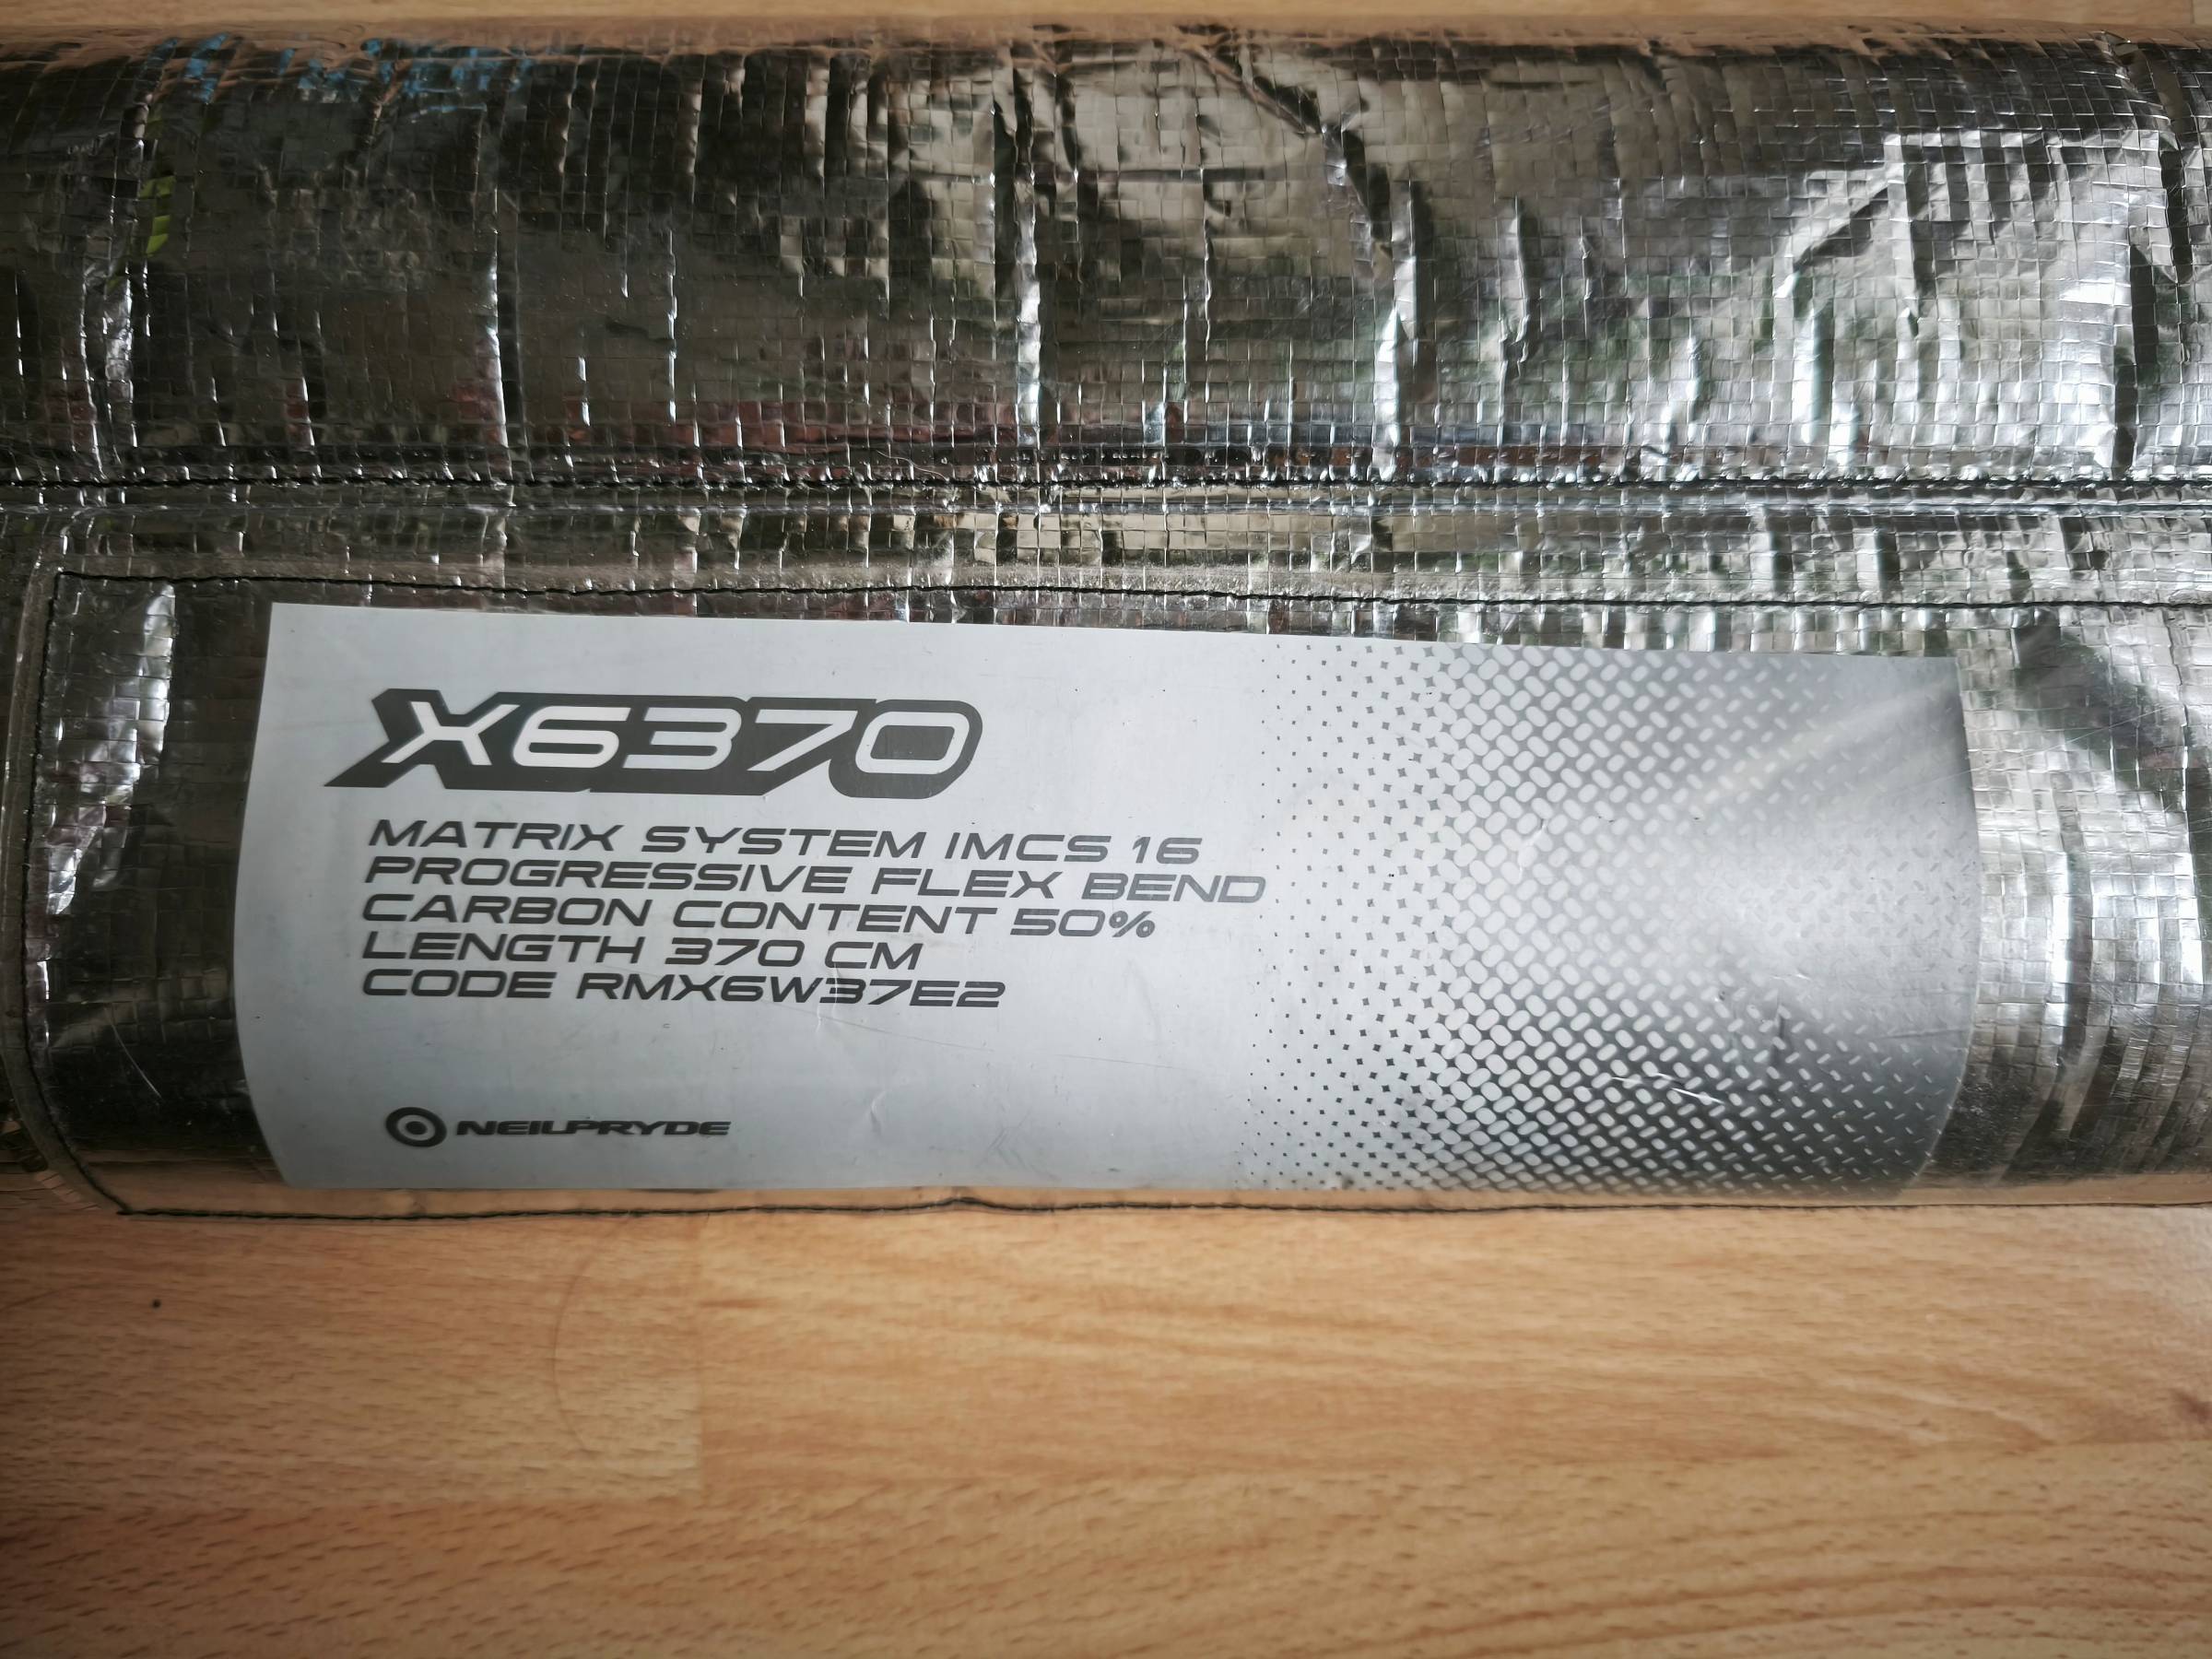 X6370
MATRIX SYSTEM IMCS 16
PROGRESSIVE FLEX BEND
CARBON CONTENT 50%
LENGTH 370 CM
CODE RMX6W37E2
NEILPRYDE